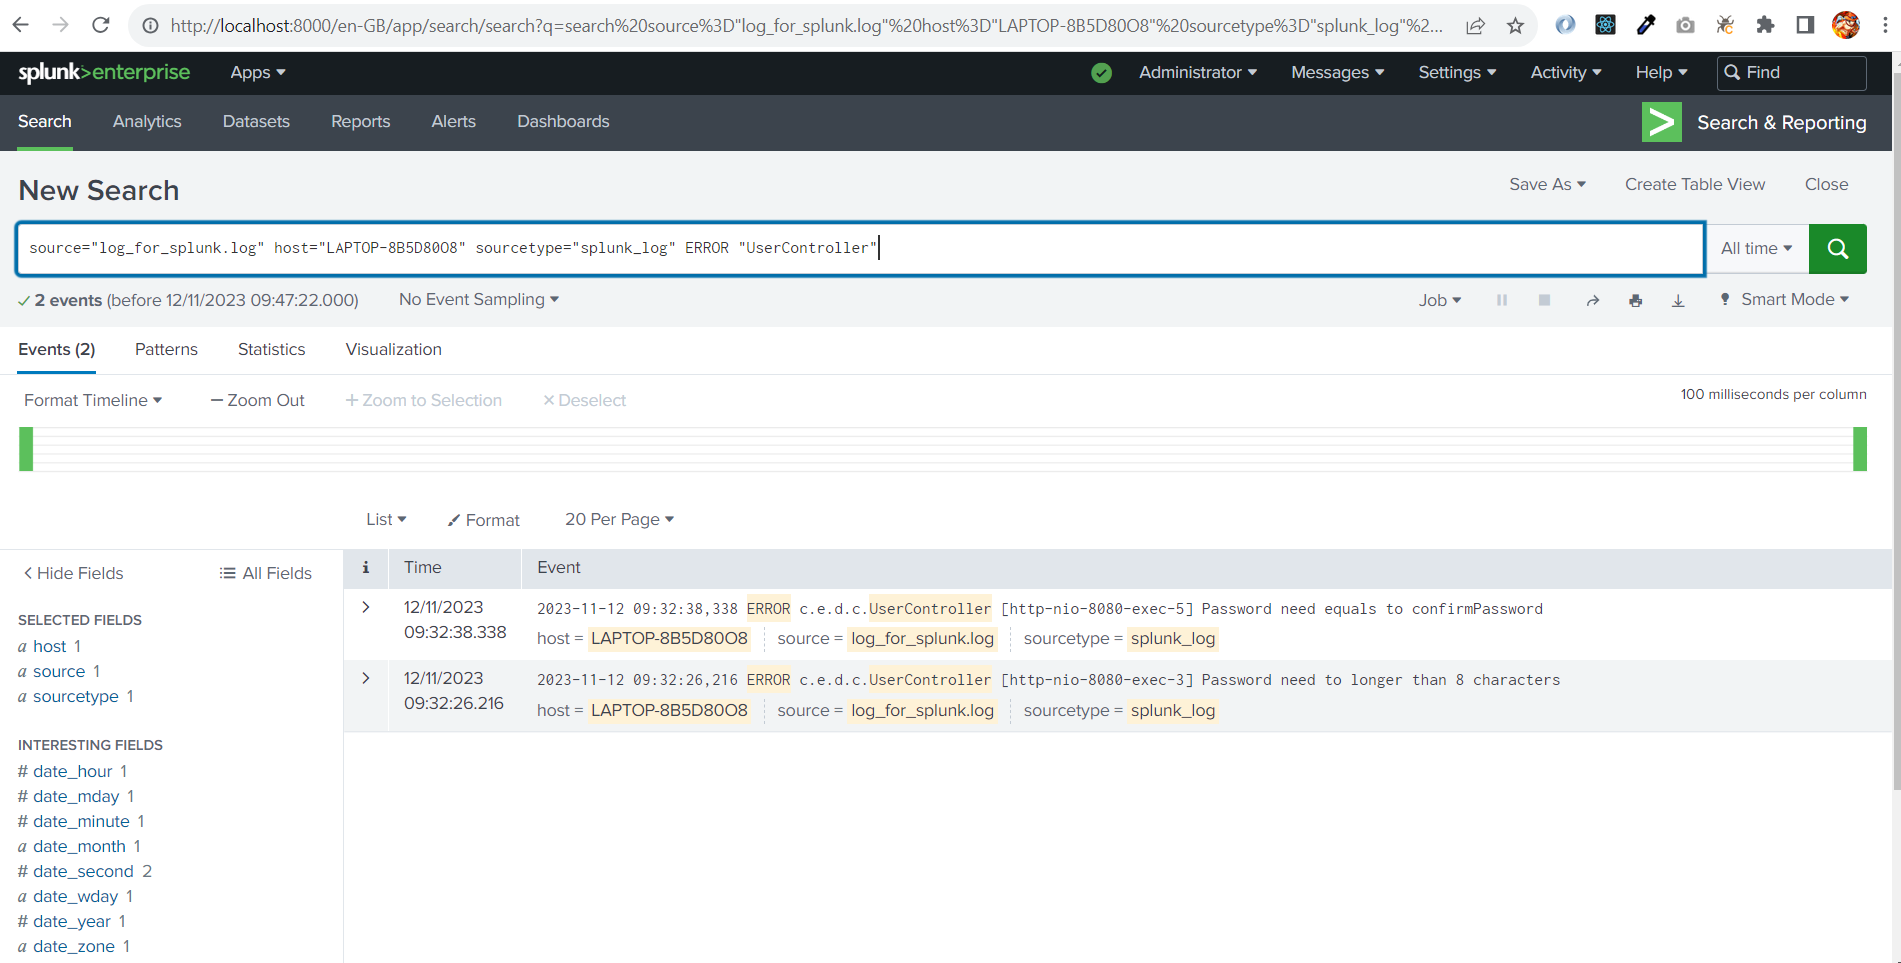 http://localhost:8000/en-GB/app/search/search?q=search%20source%3D"log_for_splunk.log"%20host%3D"LAPTOP-8B5D80O8"%20sourcetype%3D"splunk_log"%2...
splunk>enterprise Apps Administrator Messages Settings Activity Help Find
Search Analytics Datasets Reports Alerts Dashboards Search & Reporting
New Search Save As Create Table View Close
source="log_for_splunk.log" host="LAPTOP-8B5D80O8" sourcetype="splunk_log" ERROR "UserController" All time
2 events (before 12/11/2023 09:47:22.000) No Event Sampling Job Smart Mode
Events (2) Patterns Statistics Visualization
Format Timeline — Zoom Out + Zoom to Selection × Deselect 100 milliseconds per column
List Format 20 Per Page
< Hide Fields All Fields
i Time Event
SELECTED FIELDS
a host 1
a source 1
a sourcetype 1
INTERESTING FIELDS
# date_hour 1
# date_mday 1
# date_minute 1
a date_month 1
# date_second 2
a date_wday 1
# date_year 1
a date_zone 1
> 12/11/2023 09:32:38.338
2023-11-12 09:32:38,338 ERROR c.e.d.c.UserController [http-nio-8080-exec-5] Password need equals to confirmPassword
host = LAPTOP-8B5D80O8 source = log_for_splunk.log sourcetype = splunk_log
> 12/11/2023 09:32:26.216
2023-11-12 09:32:26,216 ERROR c.e.d.c.UserController [http-nio-8080-exec-3] Password need to longer than 8 characters
host = LAPTOP-8B5D80O8 source = log_for_splunk.log sourcetype = splunk_log